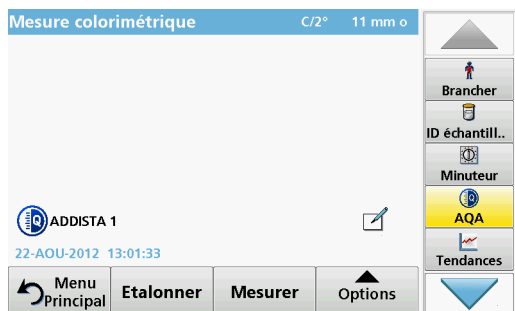 Mesure colorimétrique C/2° 11 mm o
Brancher
ID échantill..
Minuteur
ADDISTA 1
AQA
22-AOU-2012 13:01:33
Tendances
Menu
Principal
Etalonner
Mesurer
Options